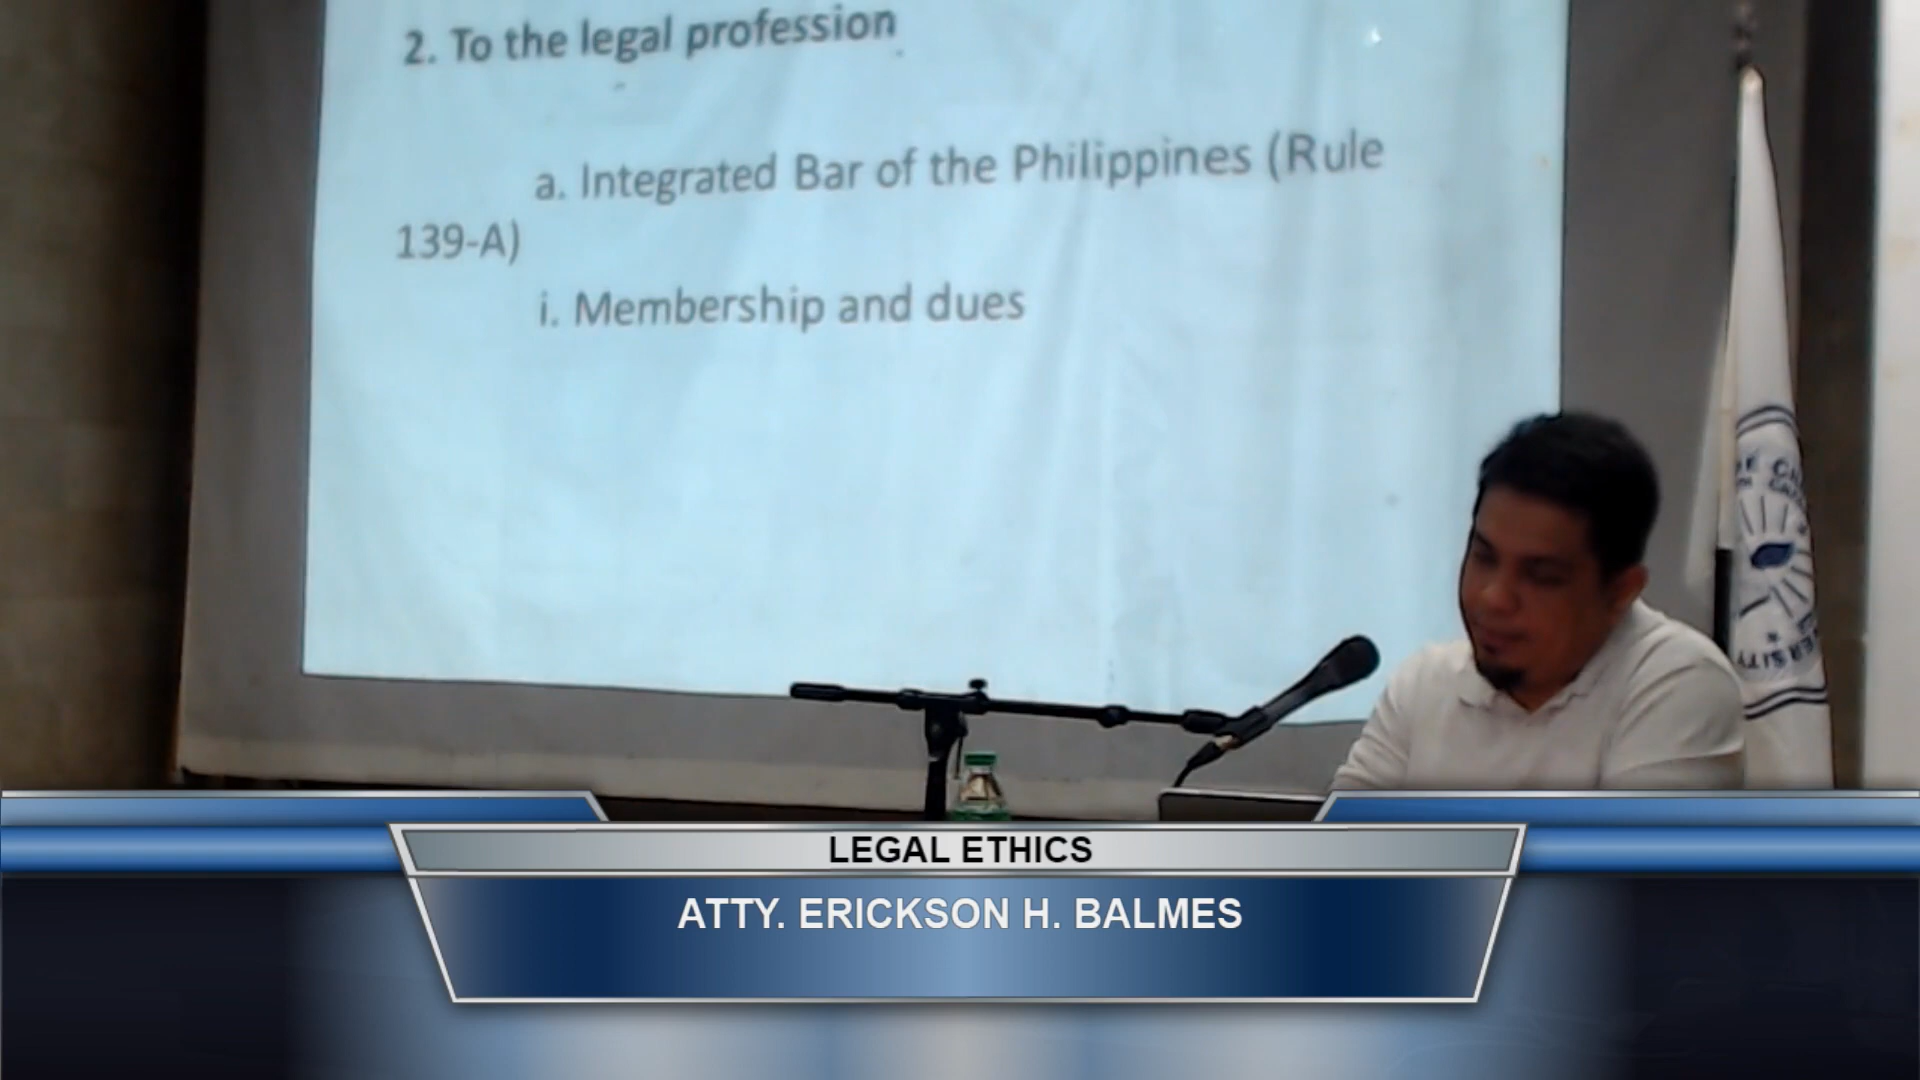 2. To the legal profession
a. Integrated Bar of the Philippines (Rule
139-A)
i. Membership and dues
LEGAL ETHICS
ATTY. ERICKSON H. BALMES